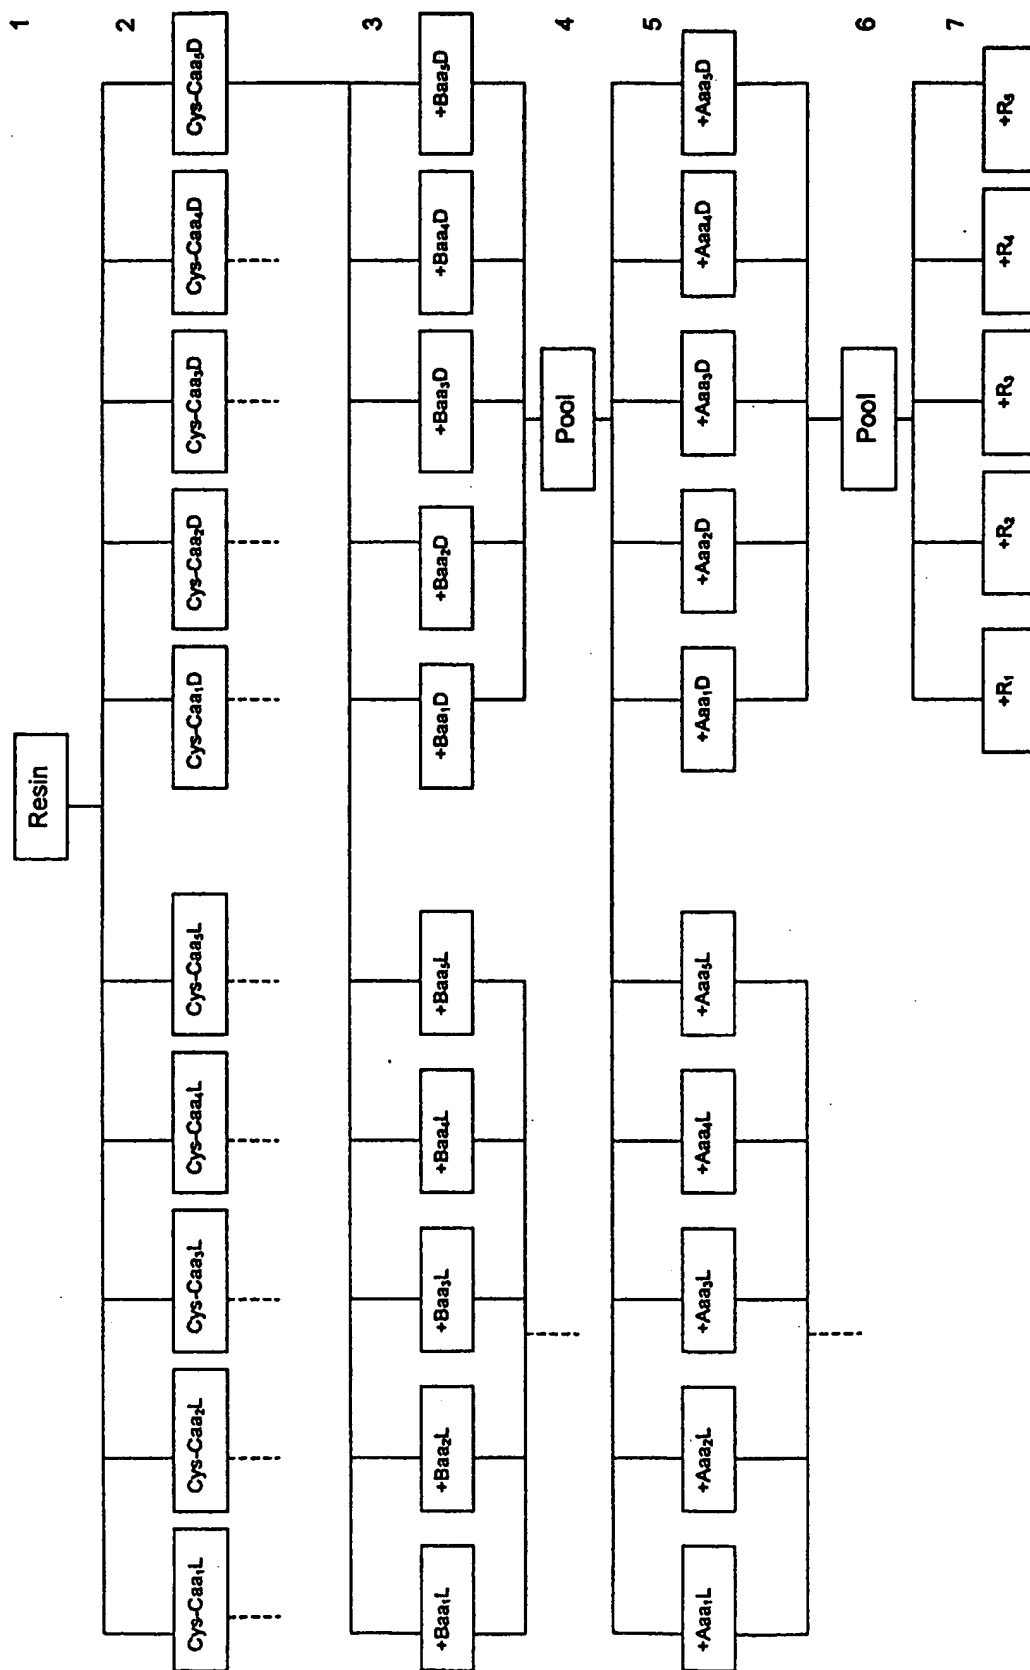 1
Resin
2
Cys-Caa₁L
Cys-Caa₂L
Cys-Caa₃L
Cys-Caa₄L
Cys-Caa₅L
Cys-Caa₁D
Cys-Caa₂D
Cys-Caa₃D
Cys-Caa₄D
Cys-Caa₅D
3
+Baa₁L
+Baa₂L
+Baa₃L
+Baa₄L
+Baa₅L
+Baa₁D
+Baa₂D
+Baa₃D
+Baa₄D
+Baa₅D
4
Pool
5
+Aaa₁L
+Aaa₂L
+Aaa₃L
+Aaa₄L
+Aaa₅L
+Aaa₁D
+Aaa₂D
+Aaa₃D
+Aaa₄D
+Aaa₅D
6
Pool
7
+R₁
+R₂
+R₃
+R₄
+R₅